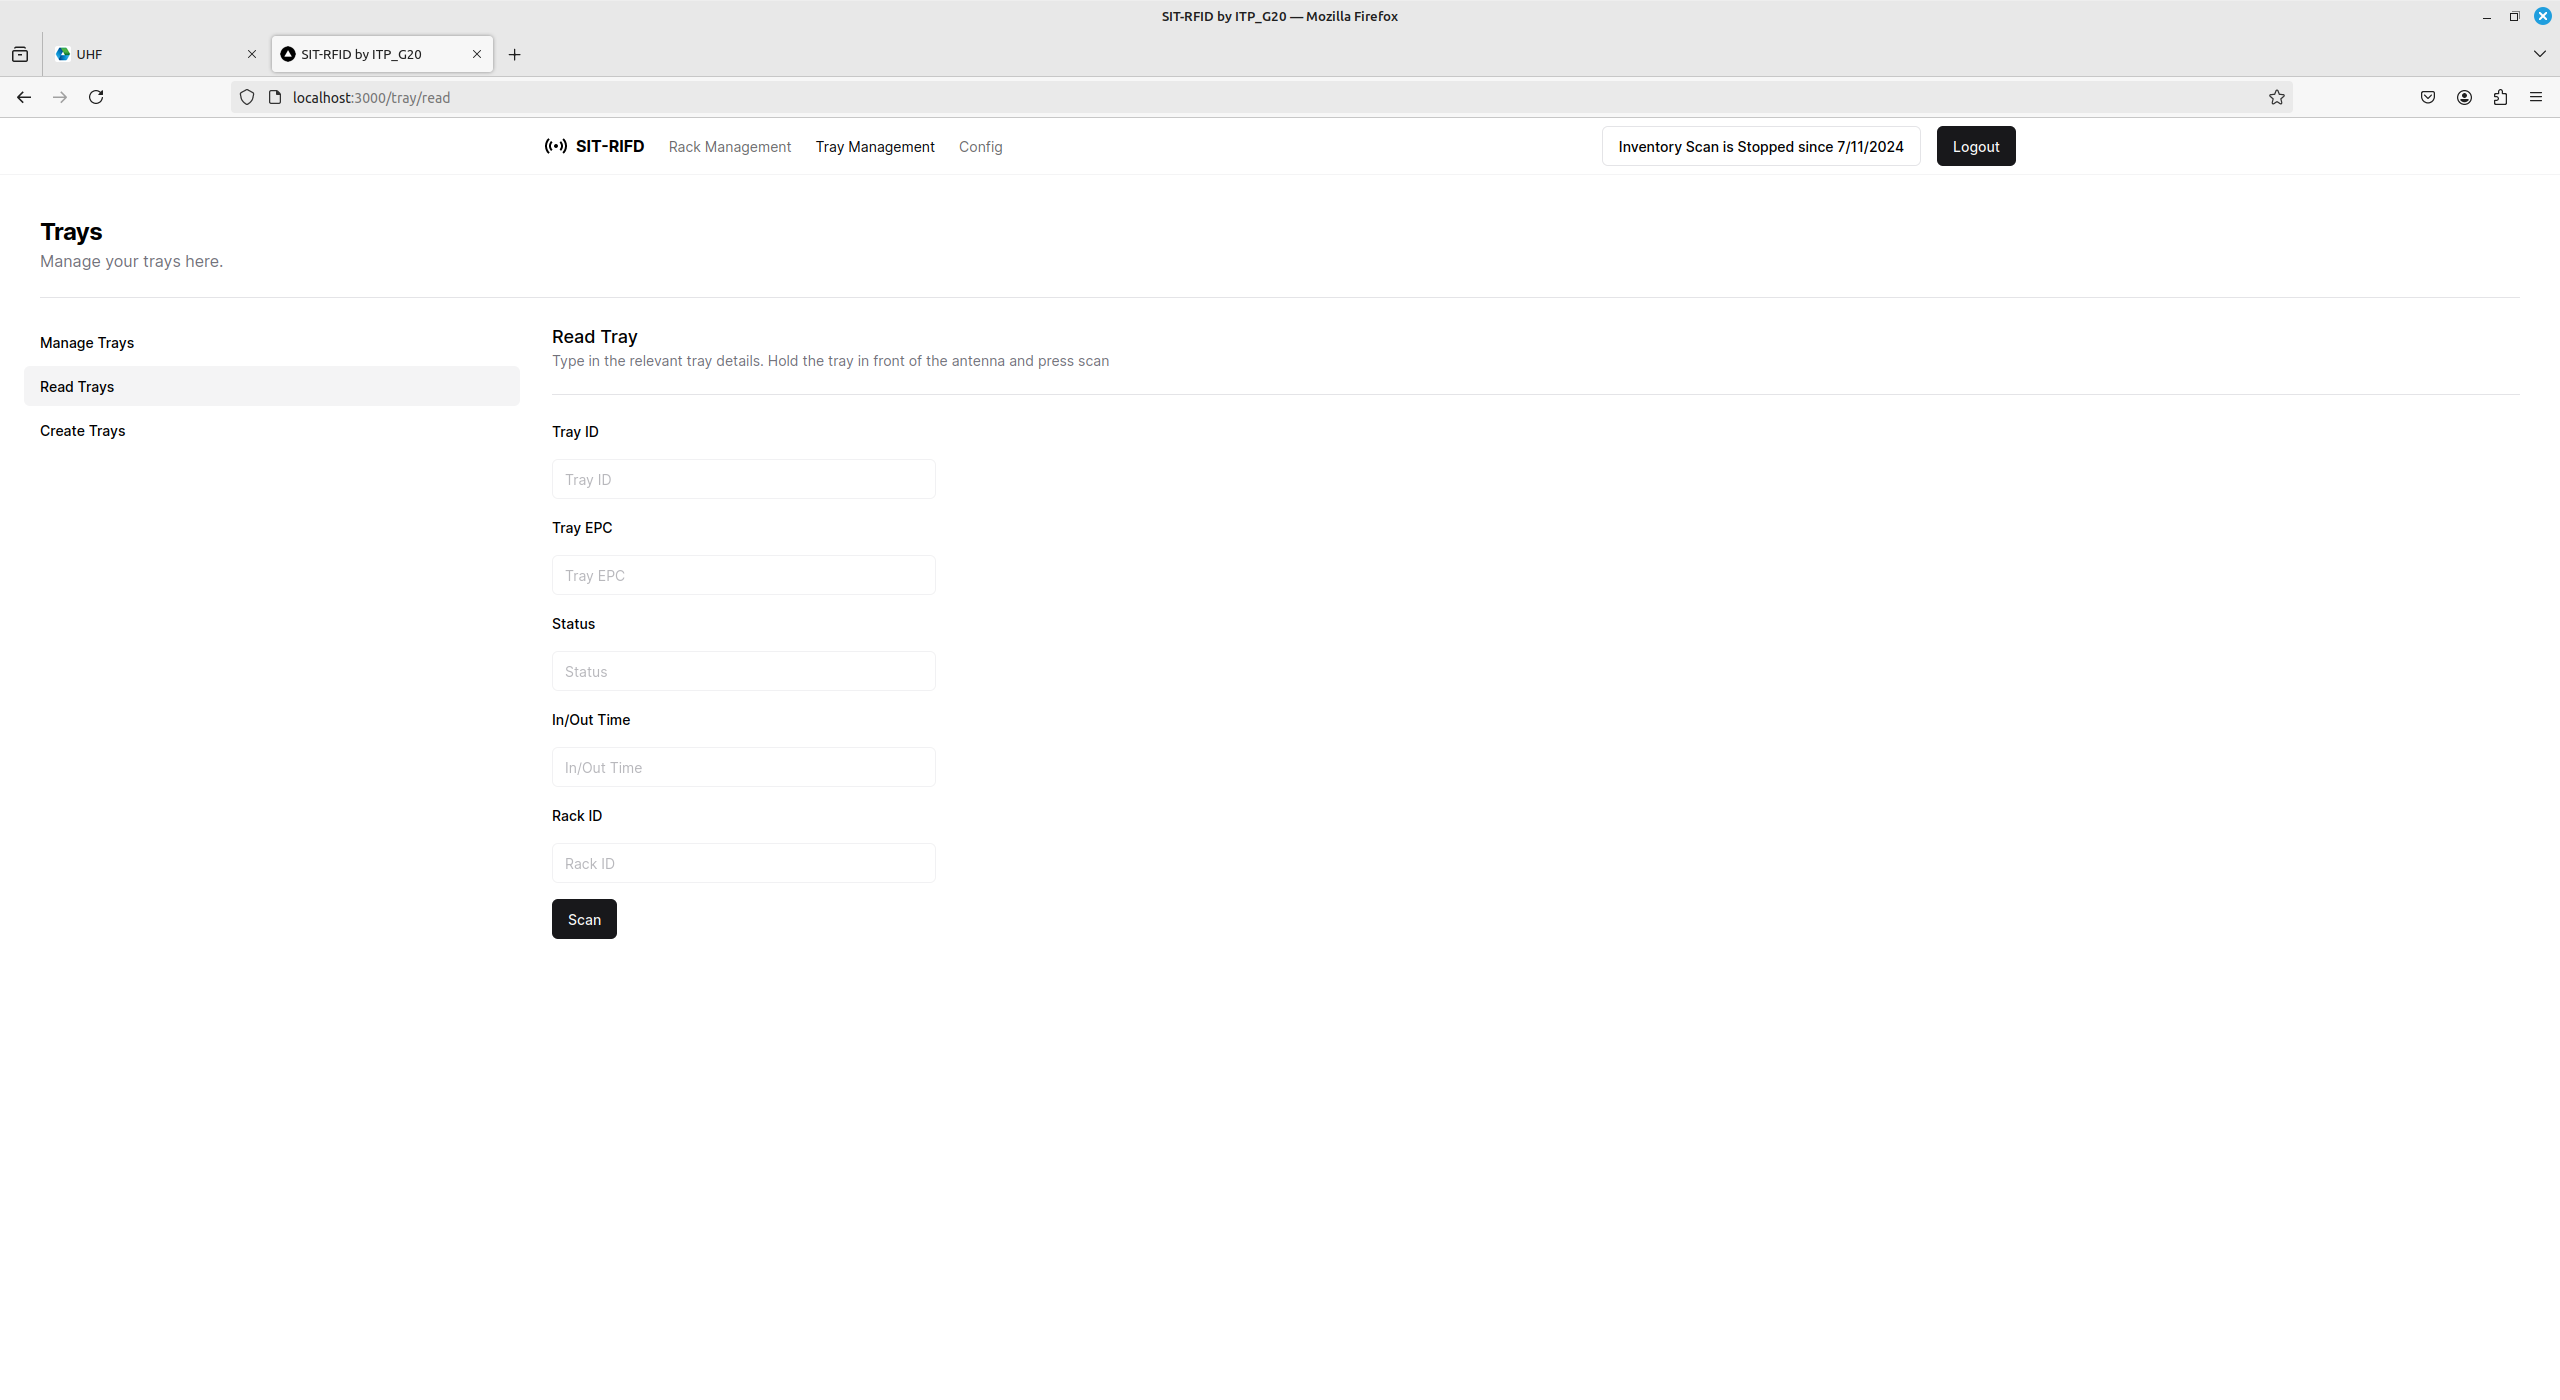 SIT-RFID by ITP_G20 — Mozilla Firefox
UHF
SIT-RFID by ITP_G20
localhost:3000/tray/read
SIT-RIFD
Rack Management
Tray Management
Config
Inventory Scan is Stopped since 7/11/2024
Logout
Trays
Manage your trays here.
Manage Trays
Read Trays
Create Trays
Read Tray
Type in the relevant tray details. Hold the tray in front of the antenna and press scan
Tray ID
Tray ID
Tray EPC
Tray EPC
Status
Status
In/Out Time
In/Out Time
Rack ID
Rack ID
Scan